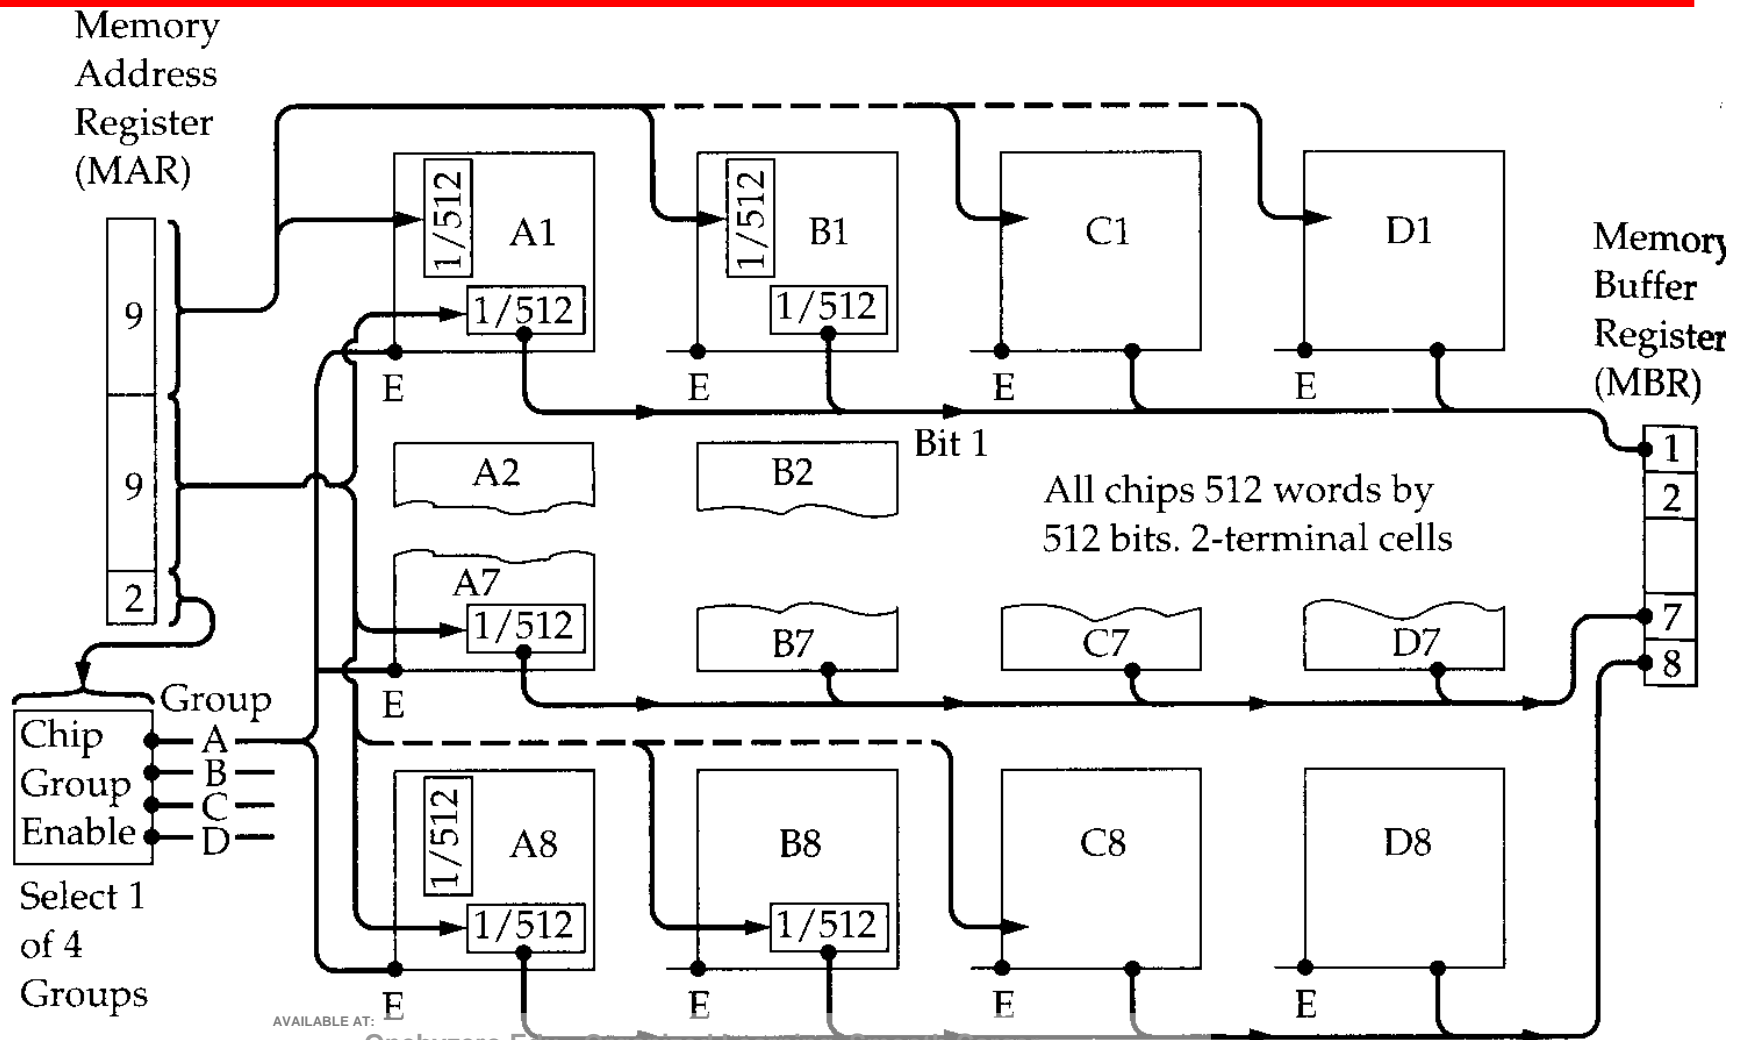 Memory
Address
Register
(MAR)
9
9
2
1/512
A1
1/512
E
1/512
B1
1/512
E
C1
E
D1
E
Memory
Buffer
Register
(MBR)
Bit 1
1
2
7
8
A2
B2
All chips 512 words by
512 bits. 2-terminal cells
A7
1/512
E
B7
C7
D7
Chip
Group
Enable
Group
A
B
C
D
Select 1
of 4
Groups
1/512
A8
1/512
E
B8
1/512
E
C8
E
D8
E
AVAILABLE AT: